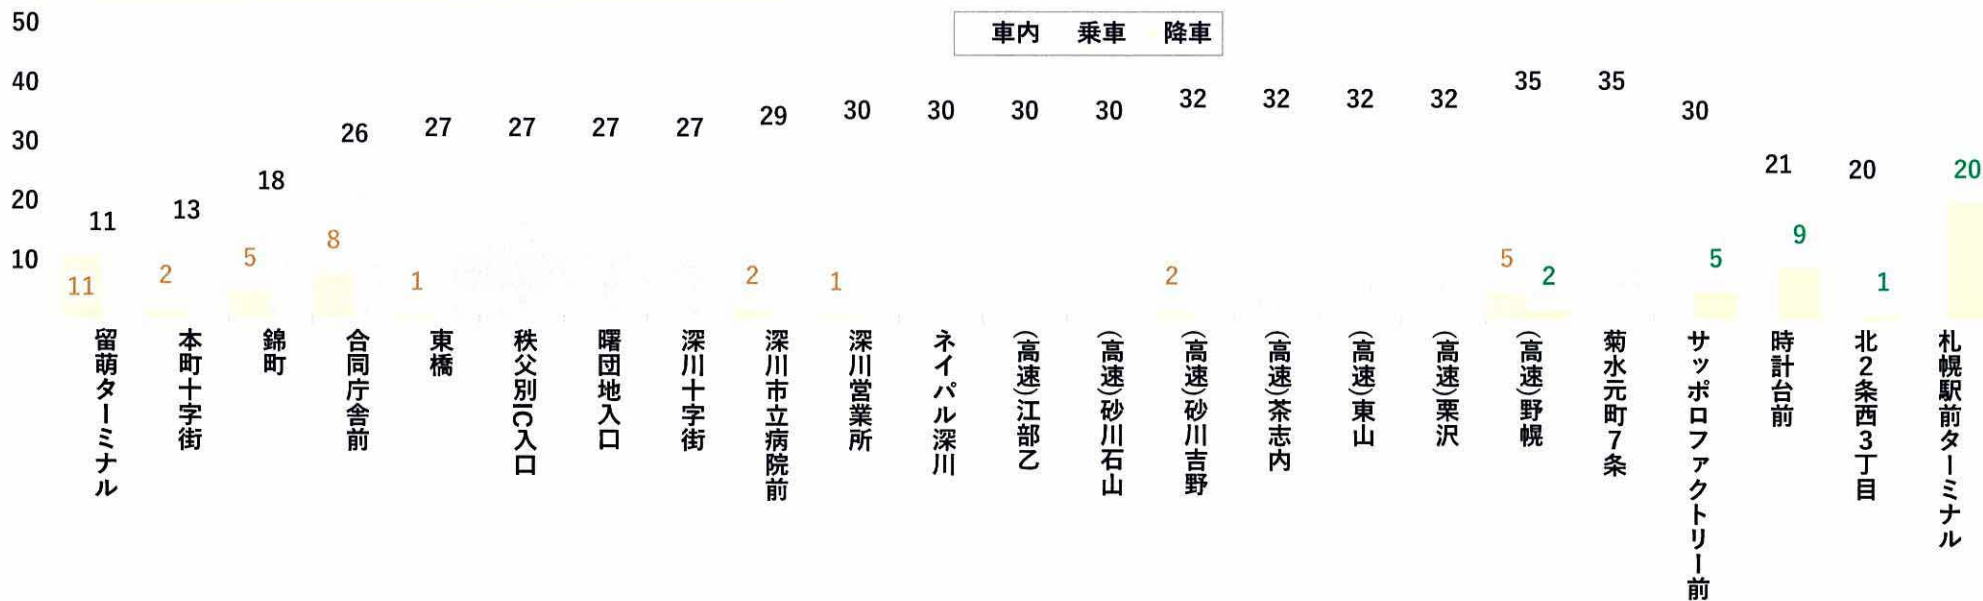 50
40
30
20
10
車内 乗車 降車
11 13 18 26 27 27 27 27 29 30 30 30 30 32 32 32 32 35 35 30 21 20
11 2 5 8 1 2 1 2 5 2 5 9 1 20
留萌ターミナル
本町十字街
錦町
合同庁舎前
東橋
秩父別IC入口
曙団地入口
深川十字街
深川市立病院前
深川営業所
ネイパル深川
(高速)江部乙
(高速)砂川石山
(高速)砂川吉野
(高速)茶志内
(高速)東山
(高速)栗沢
(高速)野幌
菊水元町7条
サッポロファクトリー前
時計台前
北2条西3丁目
札幌駅前ターミナル